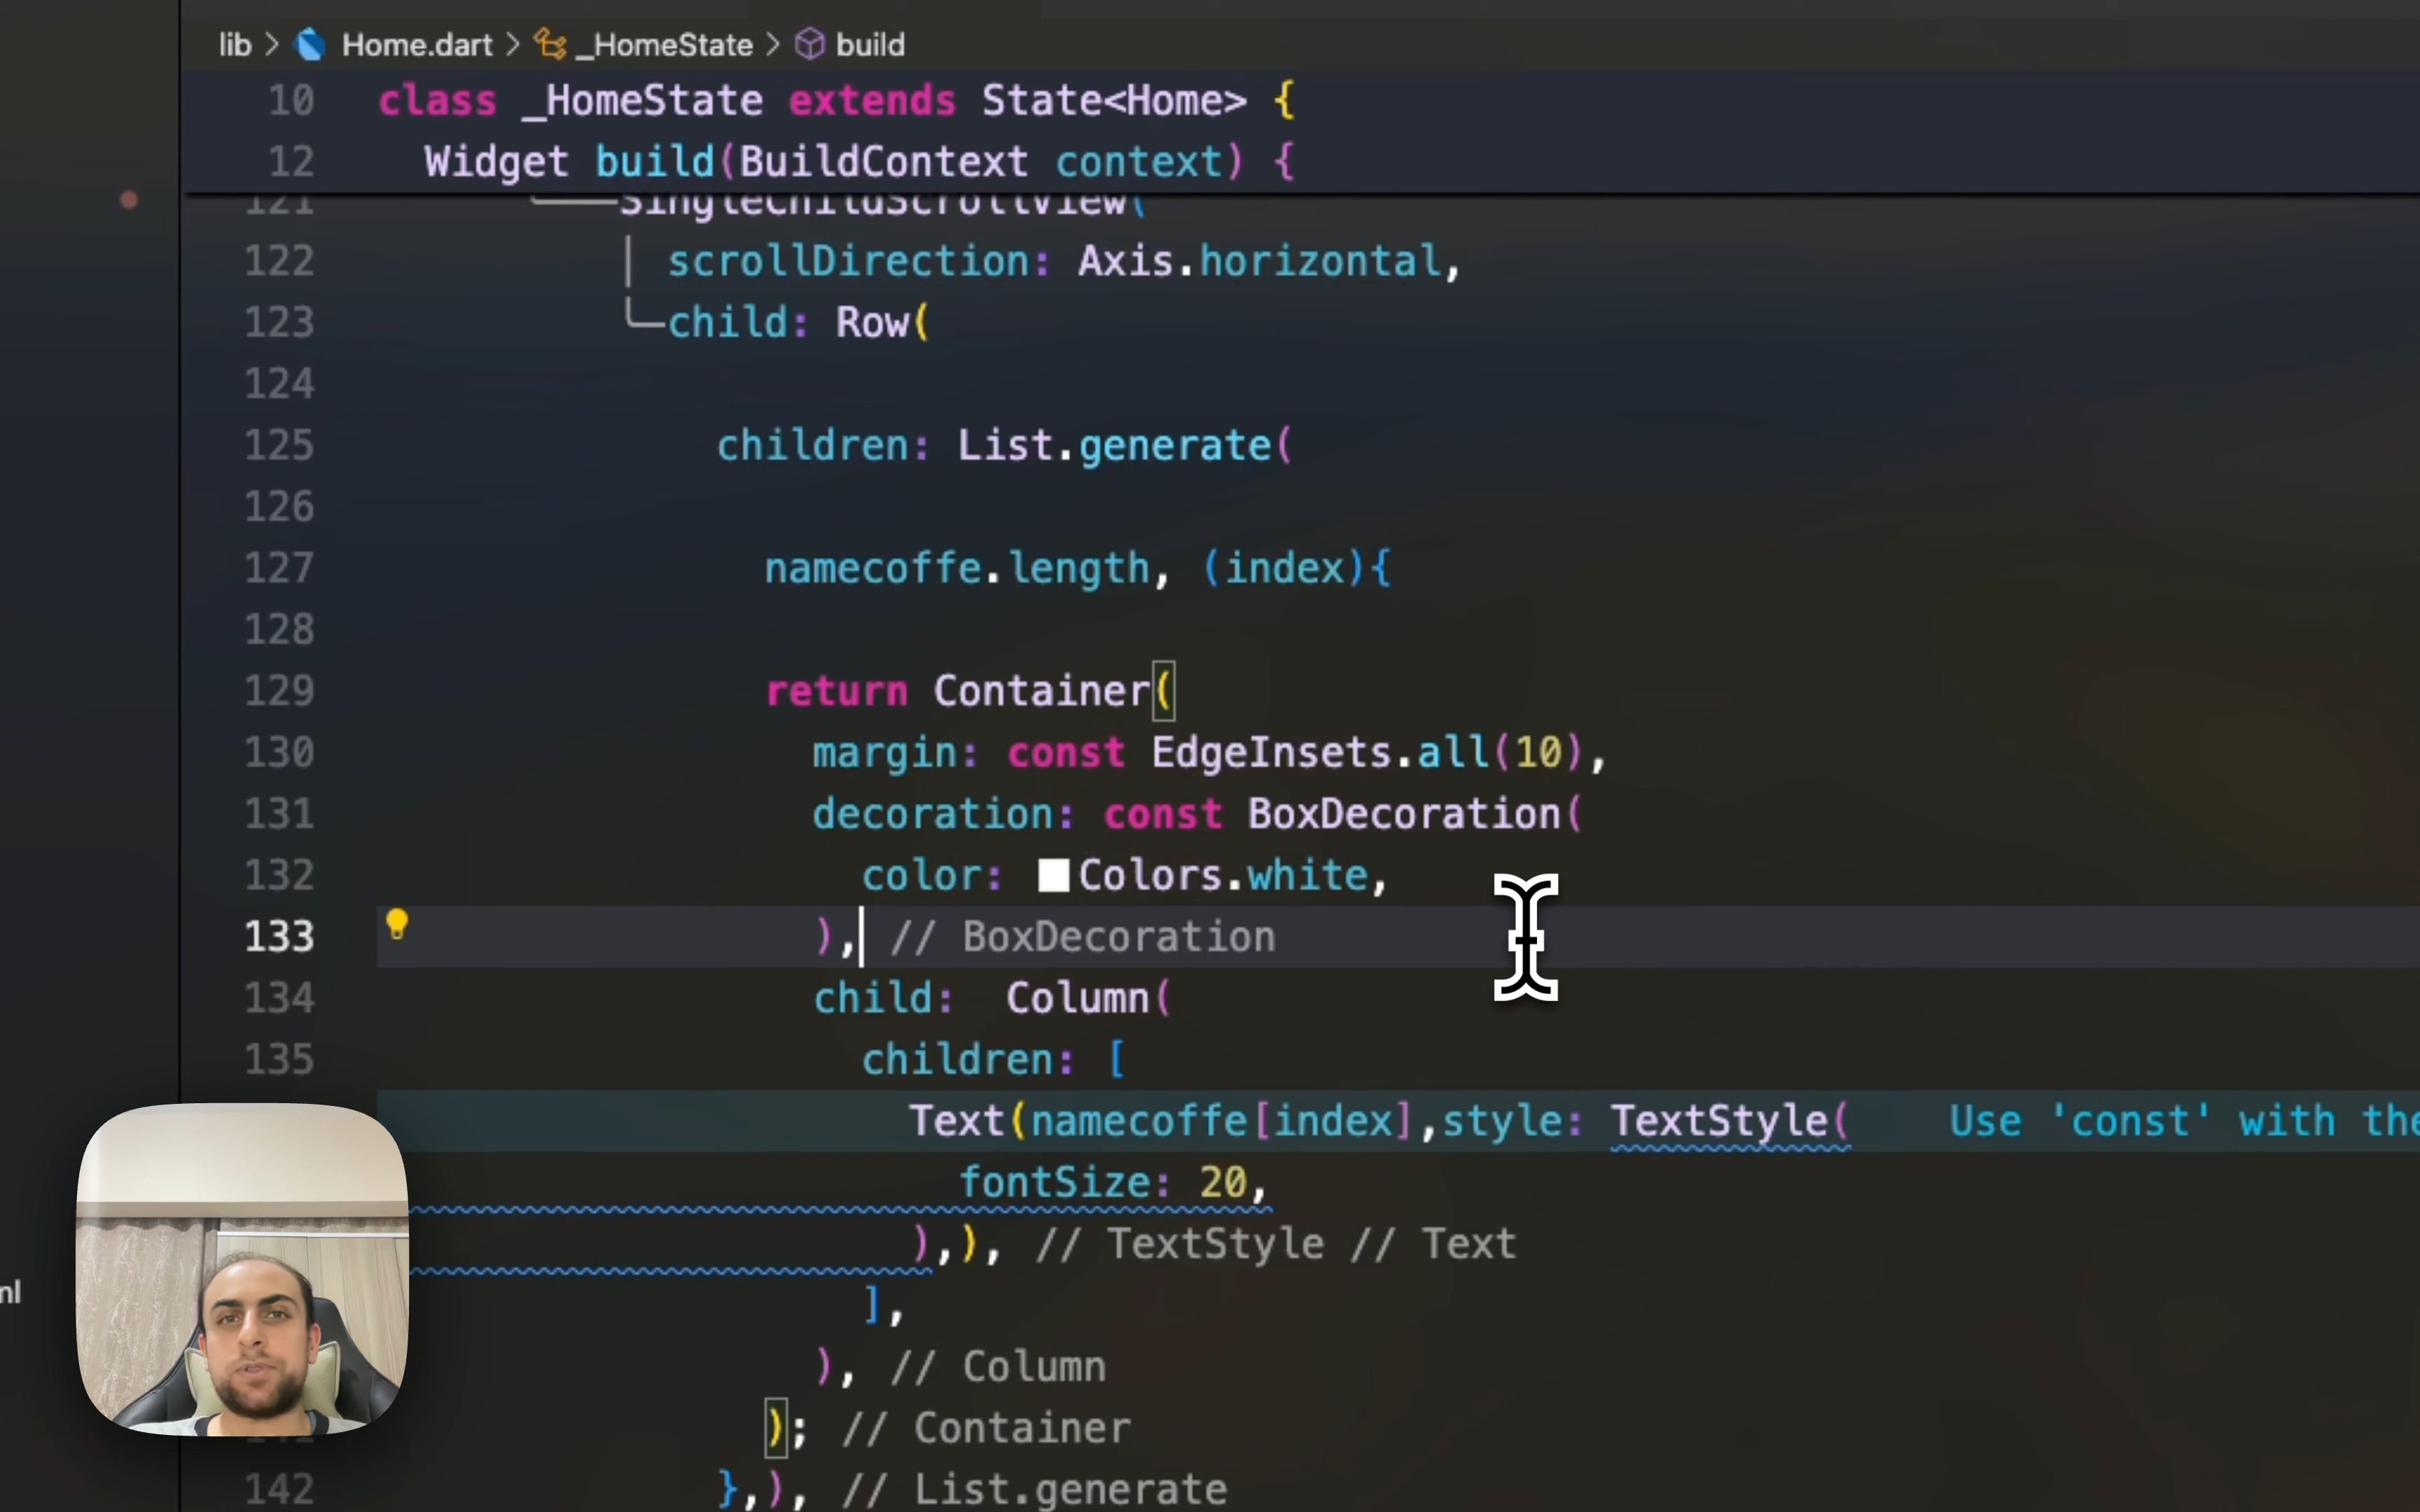 lib > Home.dart > _HomeState > build
10 class _HomeState extends State<Home> {
12 Widget build(BuildContext context) {
121 SingleChildScrollView(
122 scrollDirection: Axis.horizontal,
123 child: Row(
124
125 children: List.generate(
126
127 namecoffe.length, (index){
128
129 return Container(
130 margin: const EdgeInsets.all(10),
131 decoration: const BoxDecoration(
132 color: Colors.white,
133 ), // BoxDecoration
134 child:  Column(
135 children: [
Text(namecoffe[index],style: TextStyle( Use 'const' with the
fontSize: 20,
),), // TextStyle // Text
],
), // Column
); // Container
142 },), // List.generate